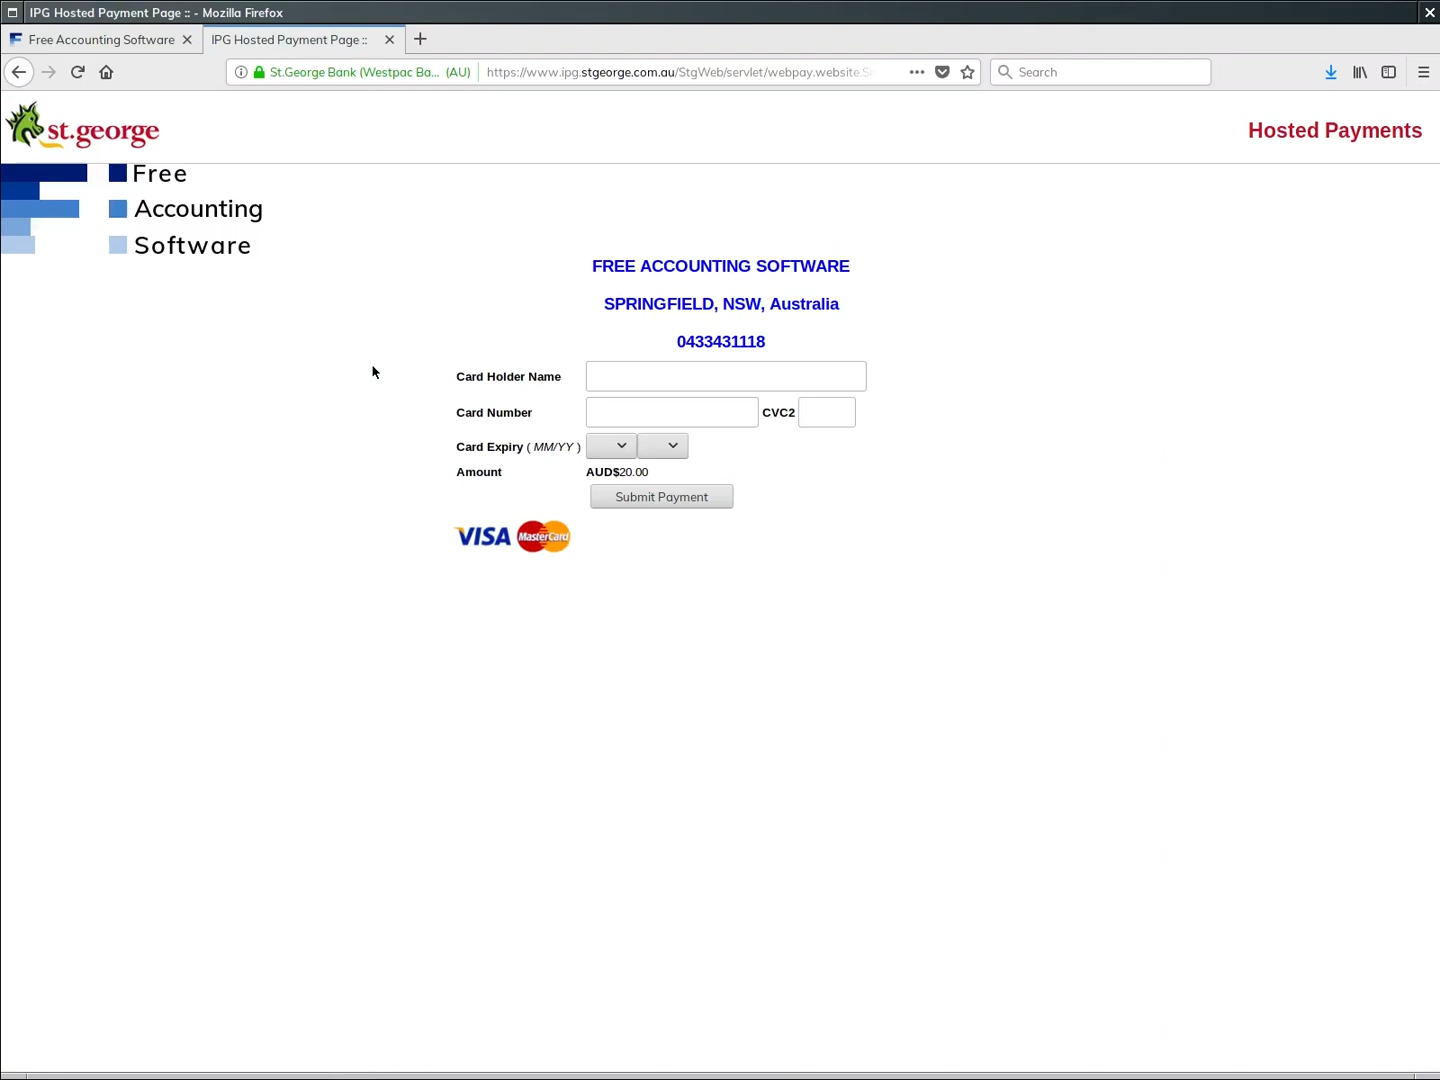 IPG Hosted Payment Page :: - Mozilla Firefox
Free Accounting Software
IPG Hosted Payment Page ::
St.George Bank (Westpac Ba... (AU)
https://www.ipg.stgeorge.com.au/StgWeb/servlet/webpay.website.S
Search
st.george
Hosted Payments
Free
Accounting
Software
FREE ACCOUNTING SOFTWARE
SPRINGFIELD, NSW, Australia
0433431118
Card Holder Name
Card Number
CVC2
Card Expiry ( MM/YY )
Amount
AUD$20.00
Submit Payment
VISA MasterCard